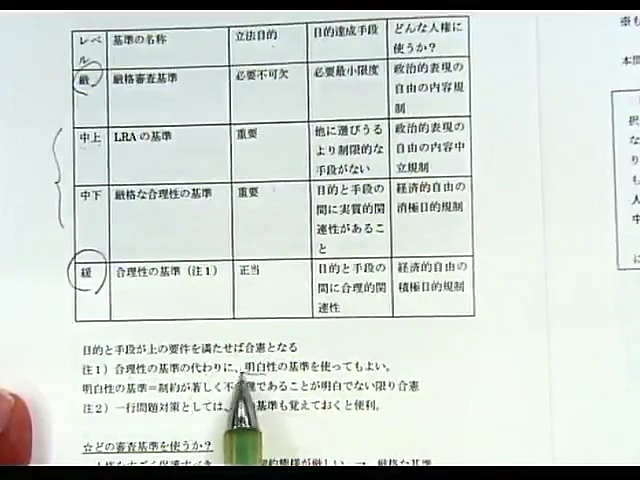 レベル 基準の名称 立法目的 目的達成手段 どんな人権に使うか?
厳 厳格審査基準 必要不可欠 必要最小限度 政治的表現の自由の内容規制
中上 LRAの基準 重要 他に選びうるより制限的な手段がない 政治的表現の自由の内容中立規制
中下 厳格な合理性の基準 重要 目的と手段の間に実質的関連性があること 経済的自由の消極目的規制
緩 合理性の基準(注1) 正当 目的と手段の間に合理的関連性 経済的自由の積極目的規制
目的と手段が上の要件を満たせば合憲となる
注1)合理性の基準の代わりに、明白性の基準を使ってもよい。
明白性の基準=制約が著しく不 であることが明白でない限り合憲
注2)一行問題対策としては、 基準も覚えておくと便利。
☆どの審査基準を使うか?
本問
択
な
り
も
人
中
に